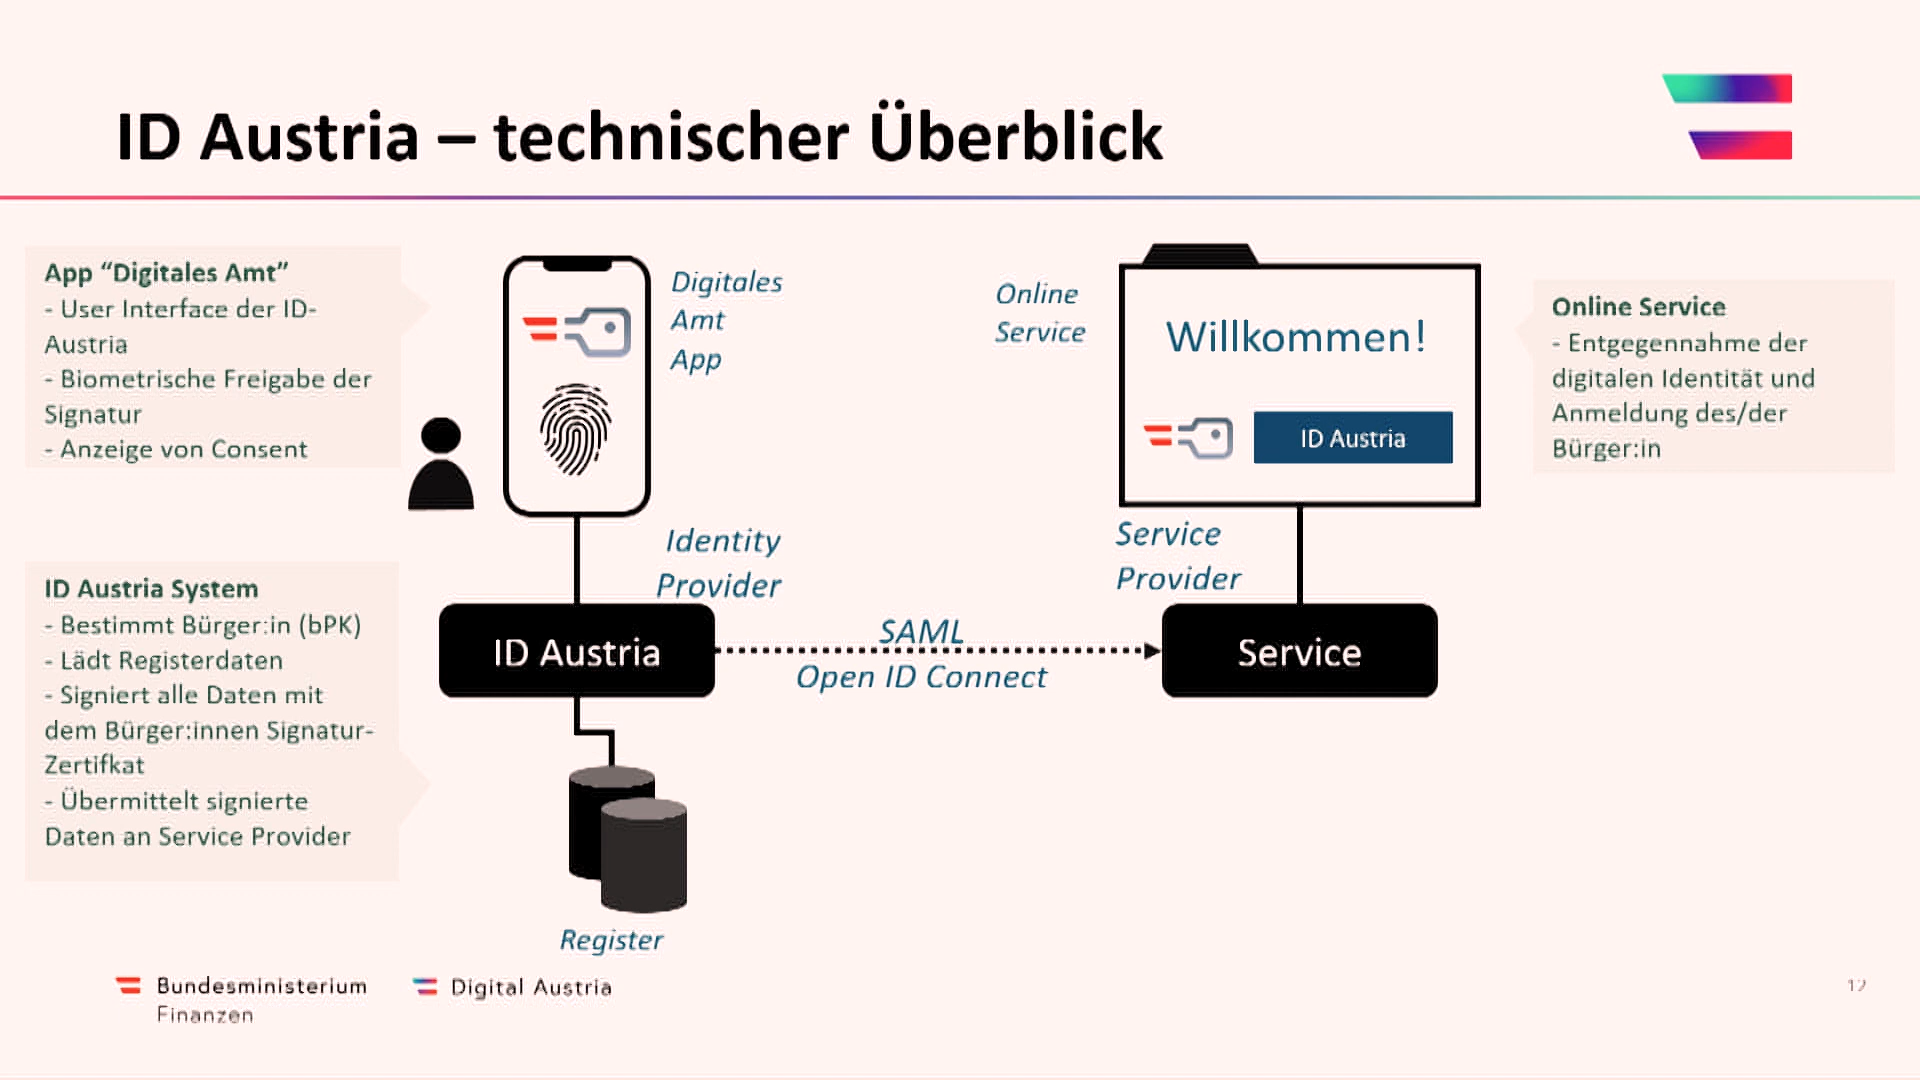 ID Austria – technischer Überblick
App “Digitales Amt”
- User Interface der ID-
Austria
- Biometrische Freigabe der
Signatur
- Anzeige von Consent
Digitales
Amt
App
Online
Service
Willkommen!
ID Austria
Online Service
- Entgegennahme der
digitalen Identität und
Anmeldung des/der
Bürger:in
Identity
Provider
Service
Provider
ID Austria System
- Bestimmt Bürger:in (bPK)
- Lädt Registerdaten
- Signiert alle Daten mit
dem Bürger:innen Signatur-
Zertifkat
- Übermittelt signierte
Daten an Service Provider
ID Austria
SAML
Open ID Connect
Service
Register
Bundesministerium
Finanzen
Digital Austria
12